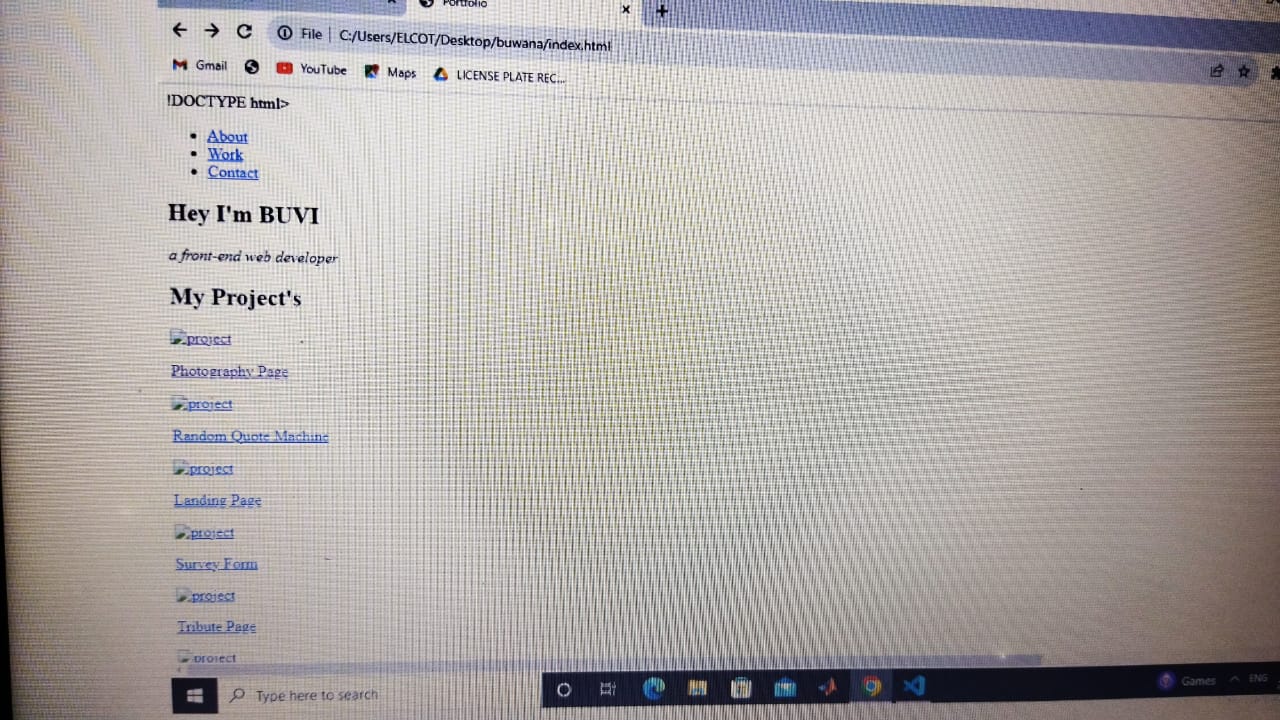 Portfolio
File C:/Users/ELCOT/Desktop/buwana/index.html
Gmail YouTube Maps LICENSE PLATE REC...
!DOCTYPE html>
About
Work
Contact
Hey I'm BUVI
a front-end web developer
My Project's
project
Photography Page
project
Random Quote Machine
project
Landing Page
project
Survey Form
project
Tribute Page
project
Type here to search Games ENG